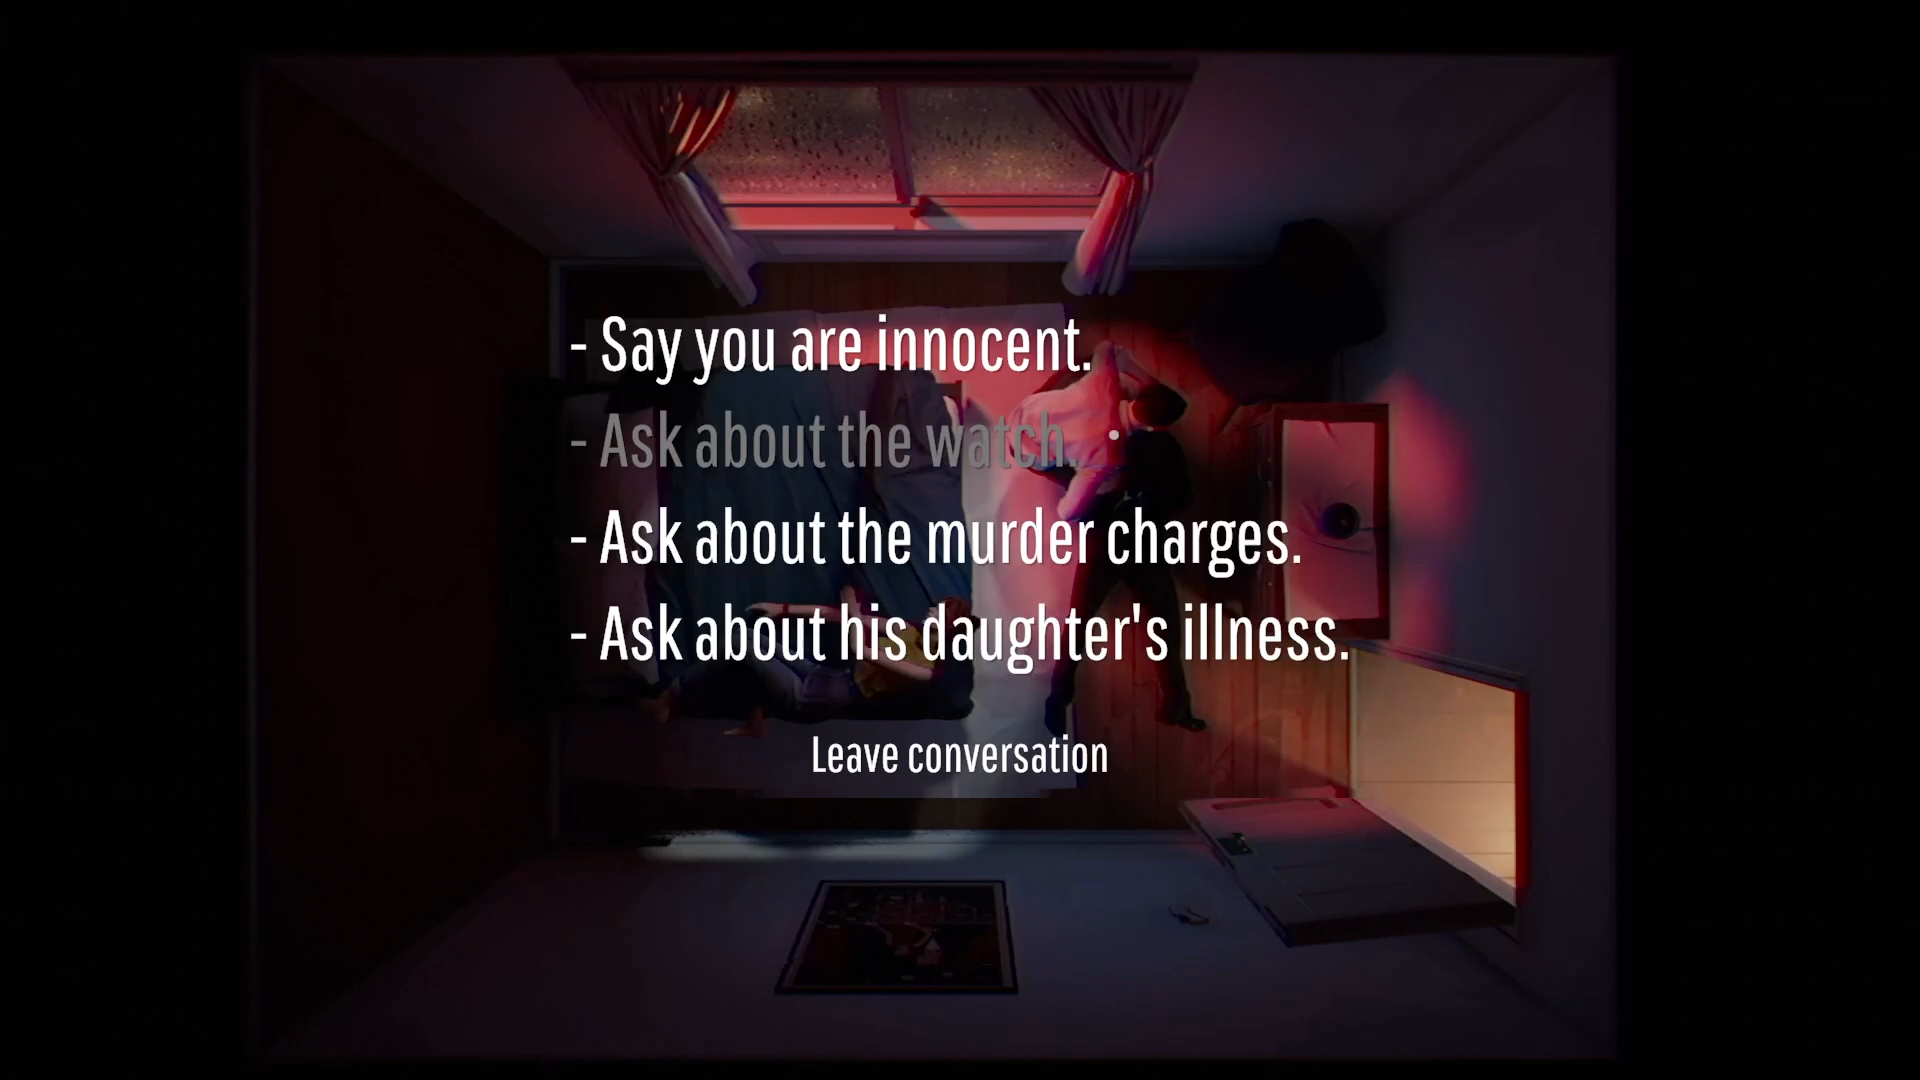 - Say you are innocent.
- Ask about the watch.
- Ask about the murder charges.
- Ask about his daughter's illness.
Leave conversation